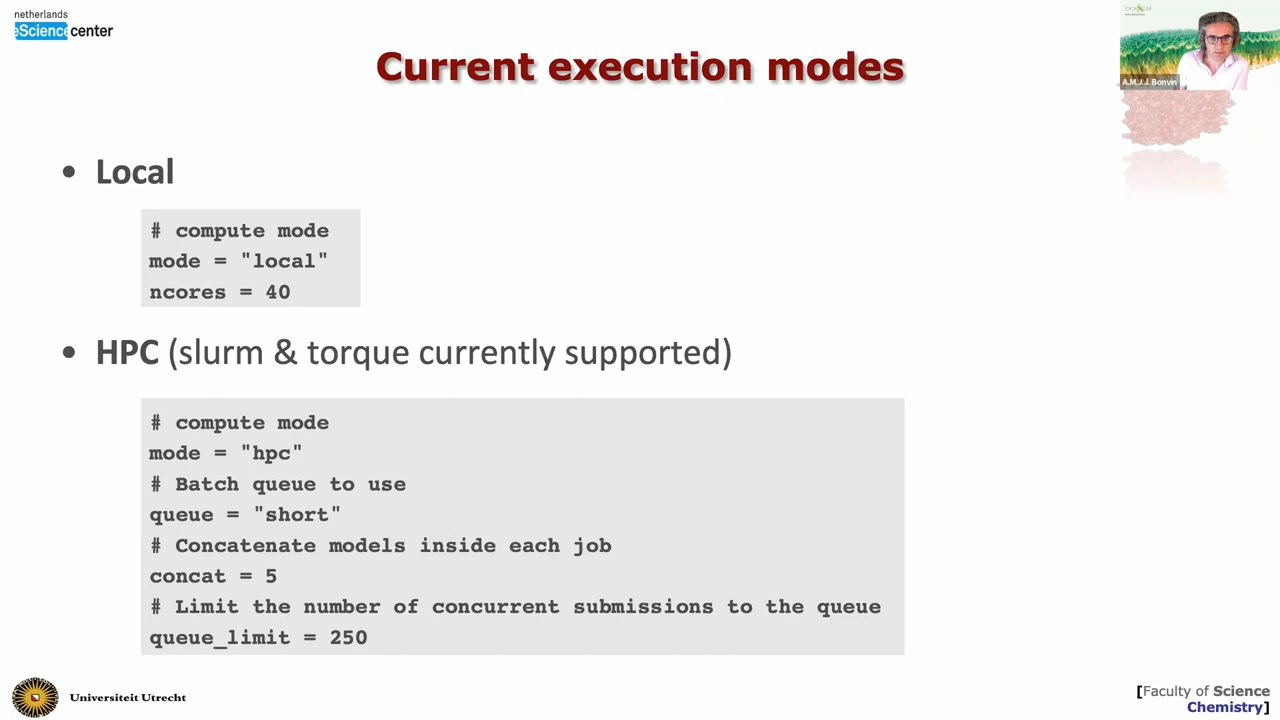 netherlands
eScience center
Current execution modes
A.M.J.J. Bonvin
• Local
# compute mode
mode = "local"
ncores = 40
• HPC (slurm & torque currently supported)
# compute mode
mode = "hpc"
# Batch queue to use
queue = "short"
# Concatenate models inside each job
concat = 5
# Limit the number of concurrent submissions to the queue
queue_limit = 250
Universiteit Utrecht
[Faculty of Science
Chemistry]